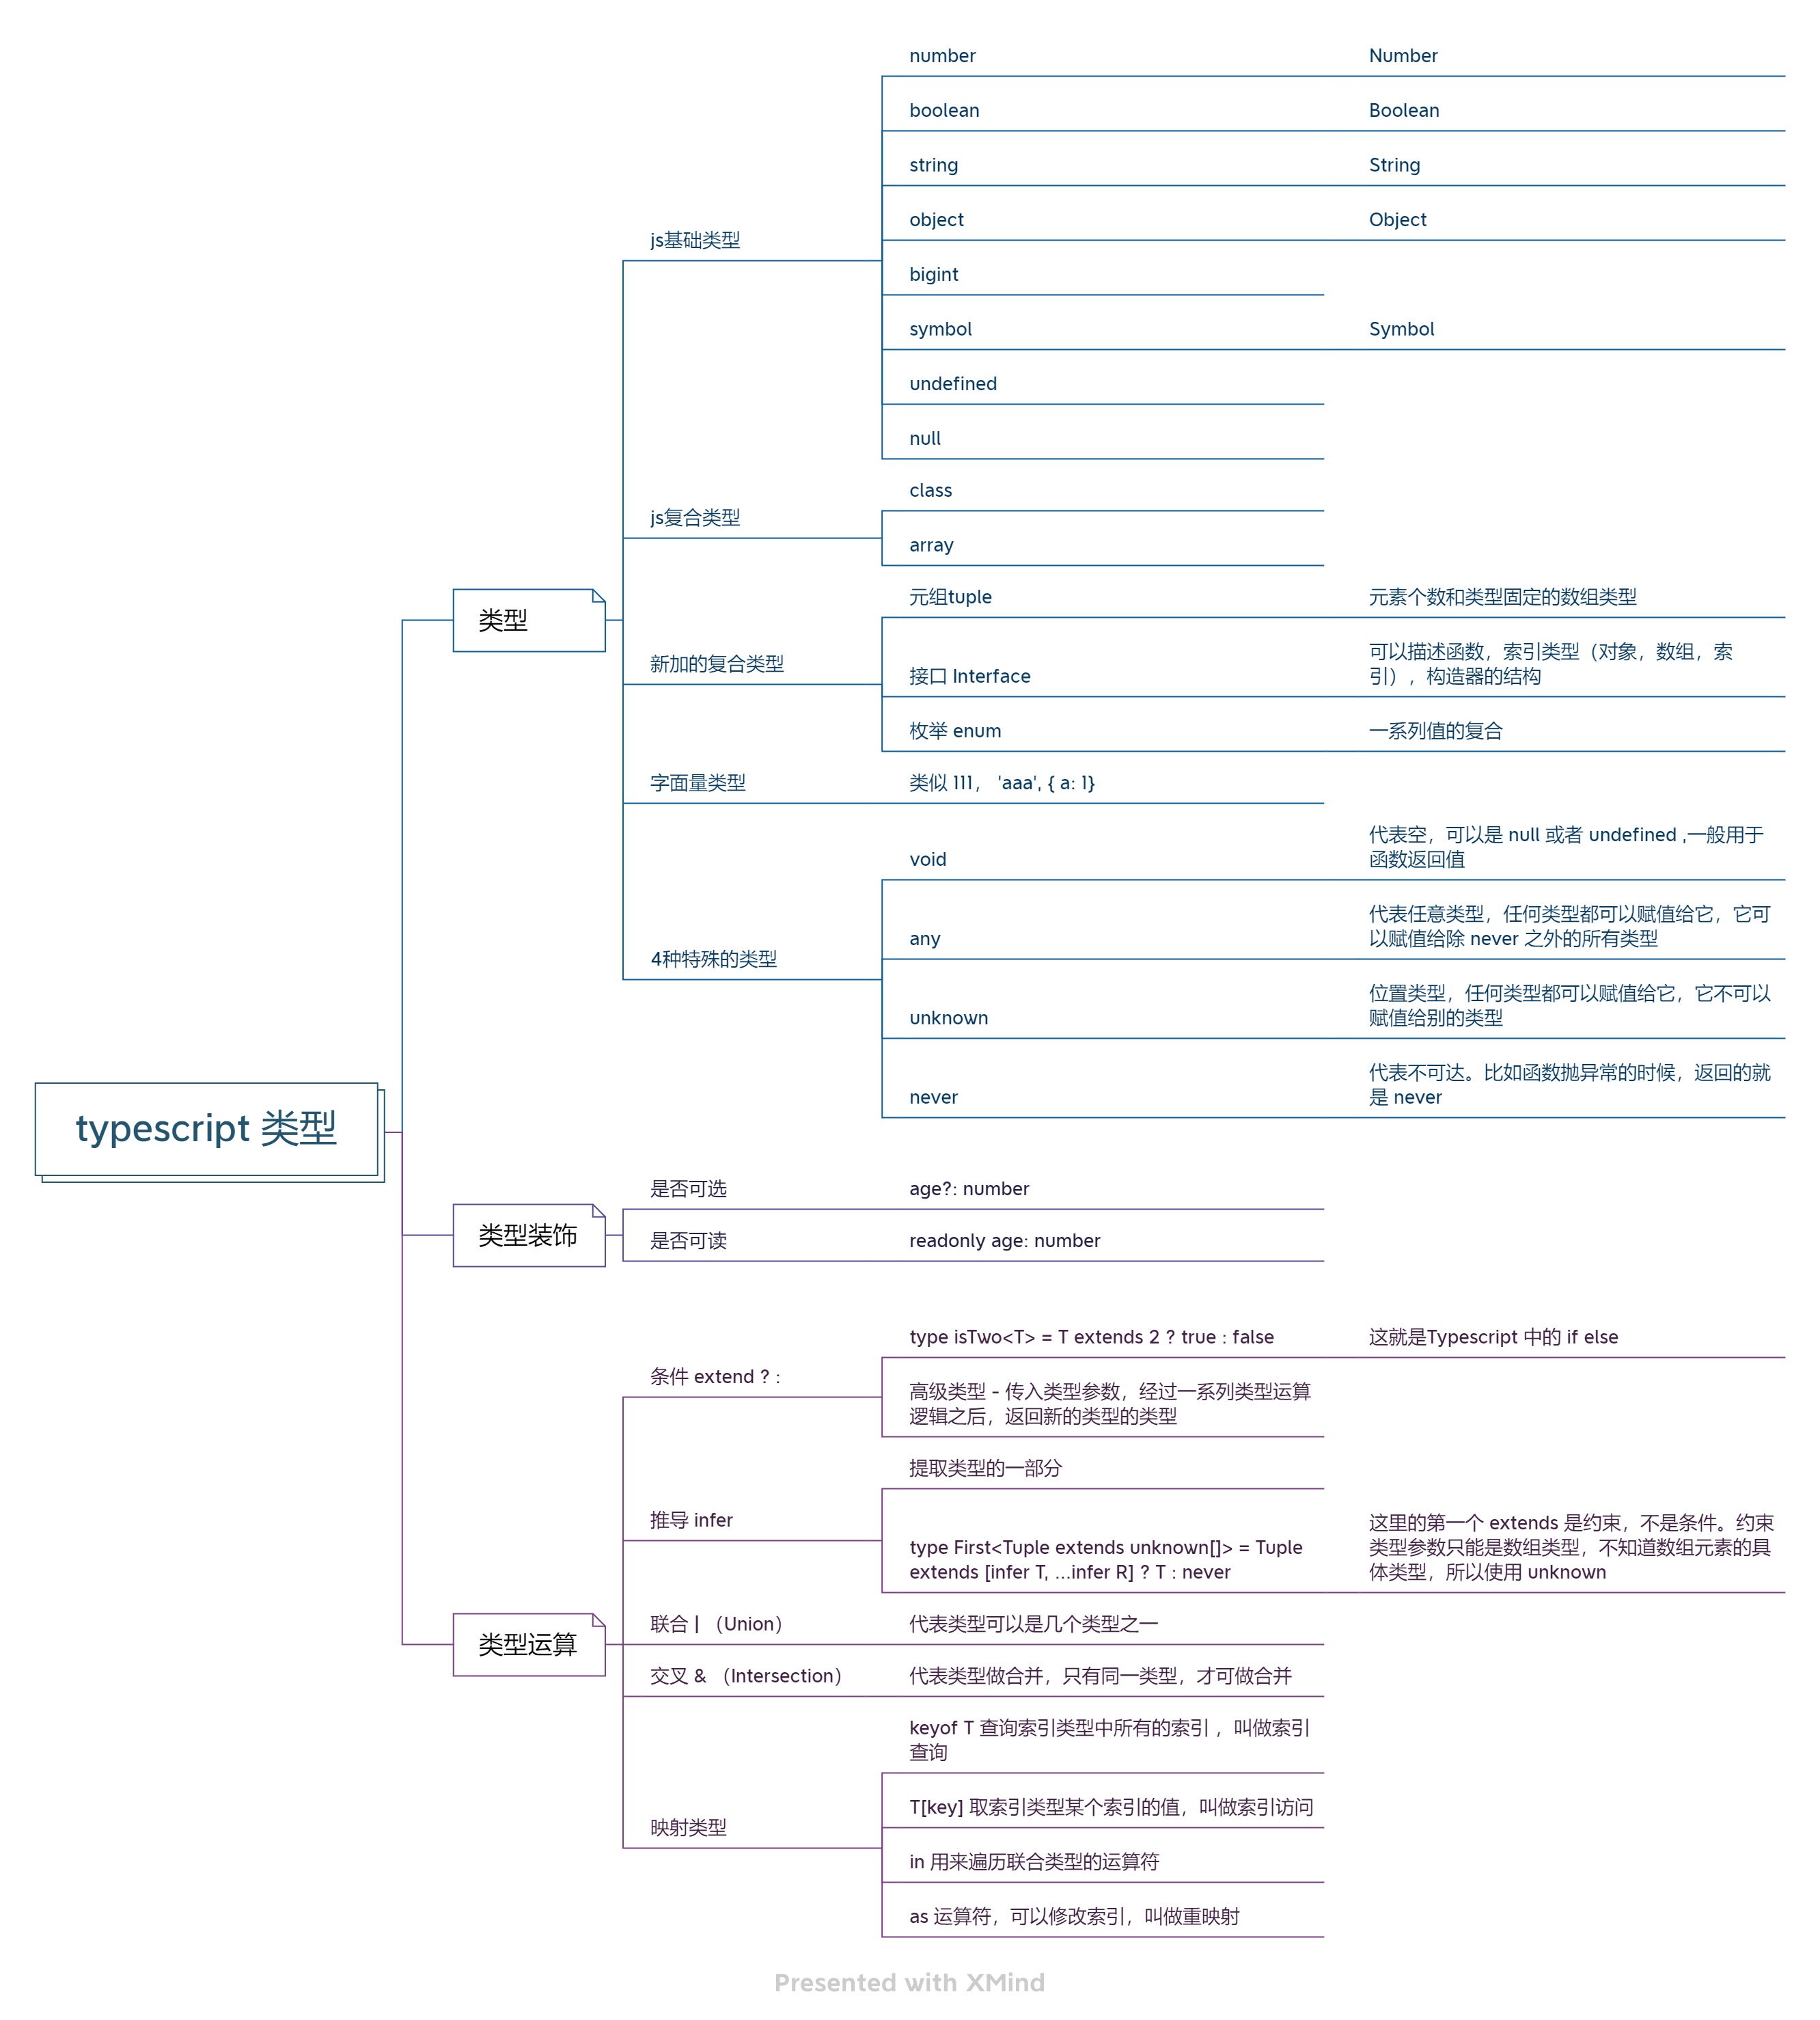 typescript 类型
类型
js基础类型
number
Number
boolean
Boolean
string
String
object
Object
bigint
symbol
Symbol
undefined
null
js复合类型
class
array
新加的复合类型
元组tuple
元素个数和类型固定的数组类型
接口 Interface
可以描述函数，索引类型（对象，数组，索
引），构造器的结构
枚举 enum
一系列值的复合
字面量类型
类似 111， 'aaa', { a: 1}
4种特殊的类型
void
代表空，可以是 null 或者 undefined ,一般用于
函数返回值
any
代表任意类型，任何类型都可以赋值给它，它可
以赋值给除 never 之外的所有类型
unknown
位置类型，任何类型都可以赋值给它，它不可以
赋值给别的类型
never
代表不可达。比如函数抛异常的时候，返回的就
是 never
类型装饰
是否可选
age?: number
是否可读
readonly age: number
类型运算
条件 extend ? :
type isTwo<T> = T extends 2 ? true : false
这就是Typescript 中的 if else
高级类型 - 传入类型参数，经过一系列类型运算
逻辑之后，返回新的类型的类型
推导 infer
提取类型的一部分
type First<Tuple extends unknown[]> = Tuple
extends [infer T, ...infer R] ? T : never
这里的第一个 extends 是约束，不是条件。约束
类型参数只能是数组类型，不知道数组元素的具
体类型，所以使用 unknown
联合 | （Union）
代表类型可以是几个类型之一
交叉 & （Intersection）
代表类型做合并，只有同一类型，才可做合并
映射类型
keyof T 查询索引类型中所有的索引 ，叫做索引
查询
T[key] 取索引类型某个索引的值，叫做索引访问
in 用来遍历联合类型的运算符
as 运算符，可以修改索引，叫做重映射
Presented with XMind